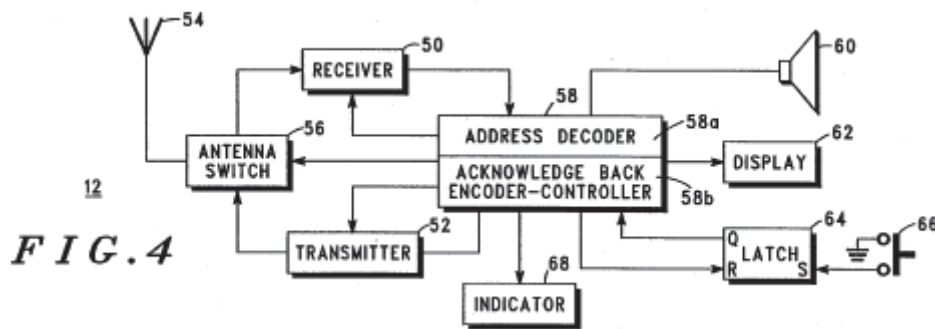 54
50
RECEIVER
60
58
56
ADDRESS DECODER
58a
62
ANTENNA
SWITCH
DISPLAY
ACKNOWLEDGE BACK
ENCODER-CONTROLLER
58b
12
52
64
66
Q
LATCH
R
S
FIG.4
TRANSMITTER
68
INDICATOR